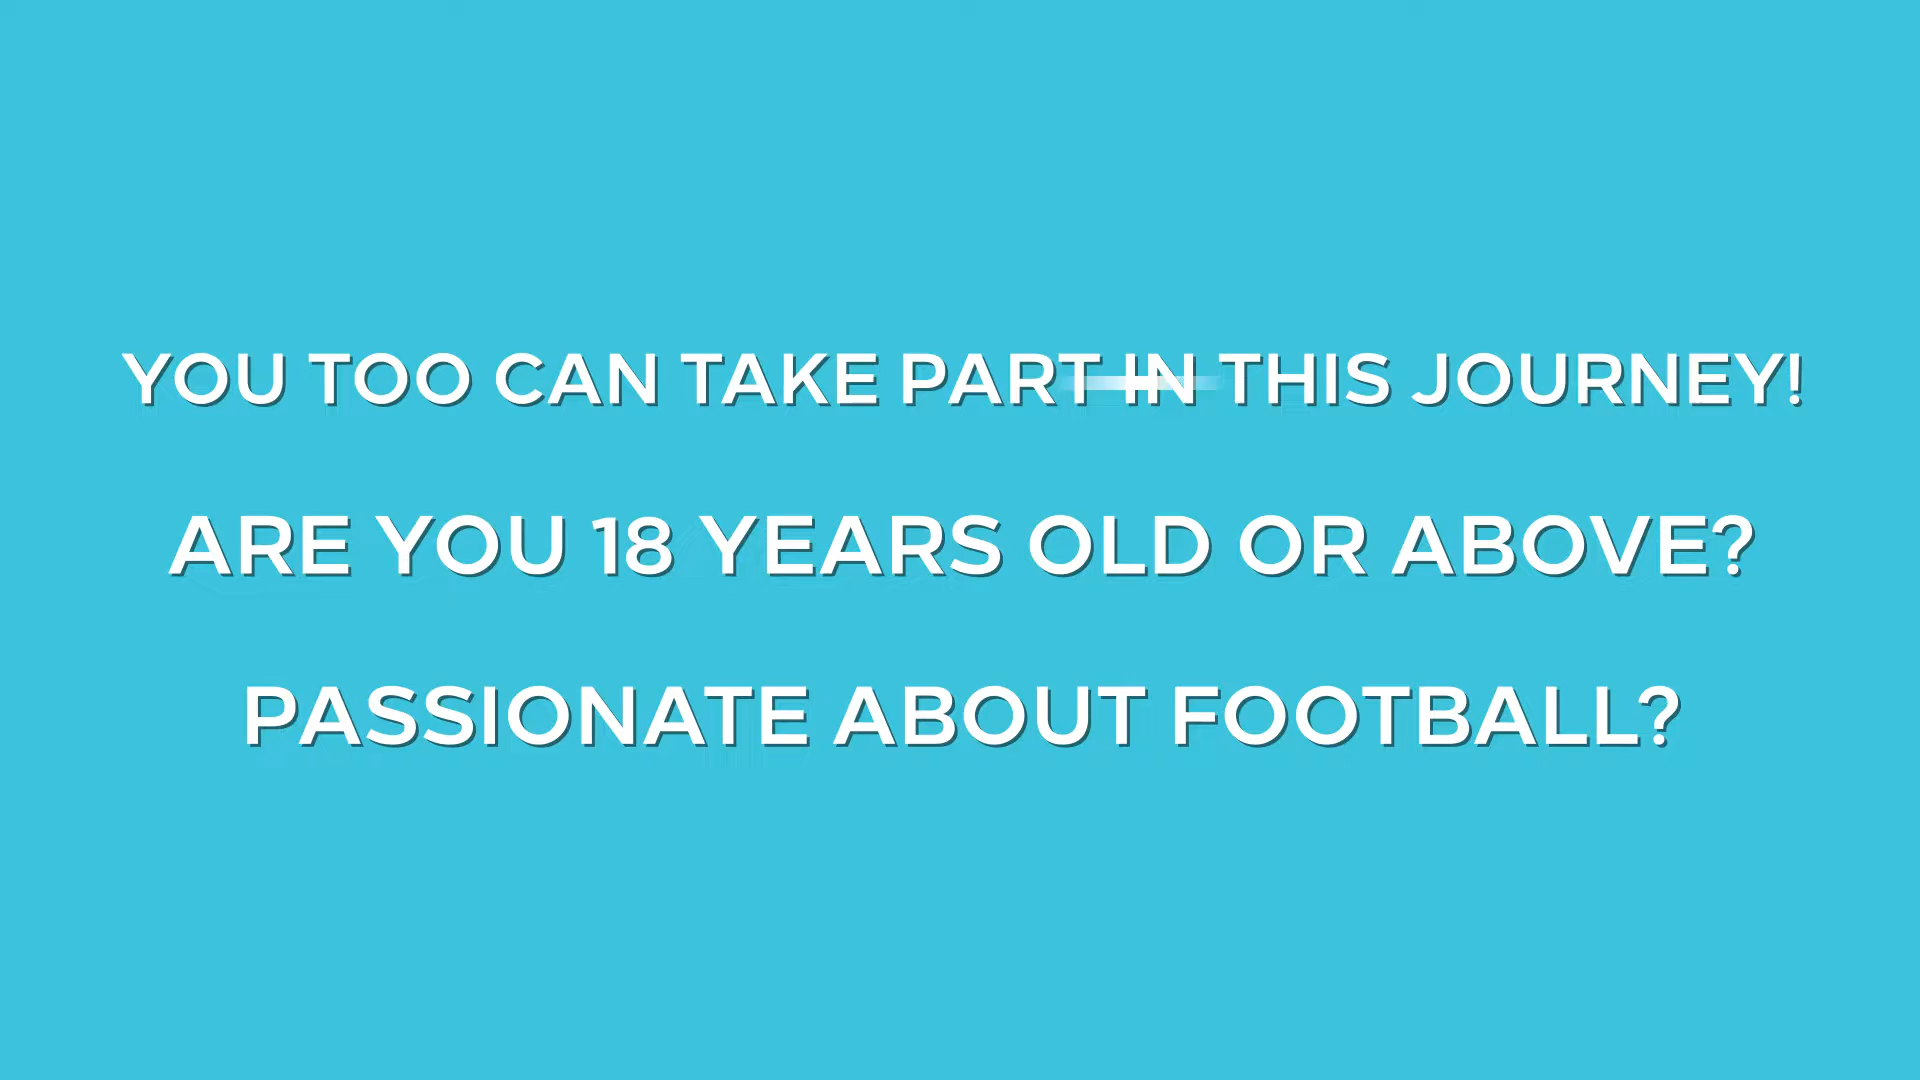 YOU TOO CAN TAKE PART IN THIS JOURNEY!
ARE YOU 18 YEARS OLD OR ABOVE?
PASSIONATE ABOUT FOOTBALL?